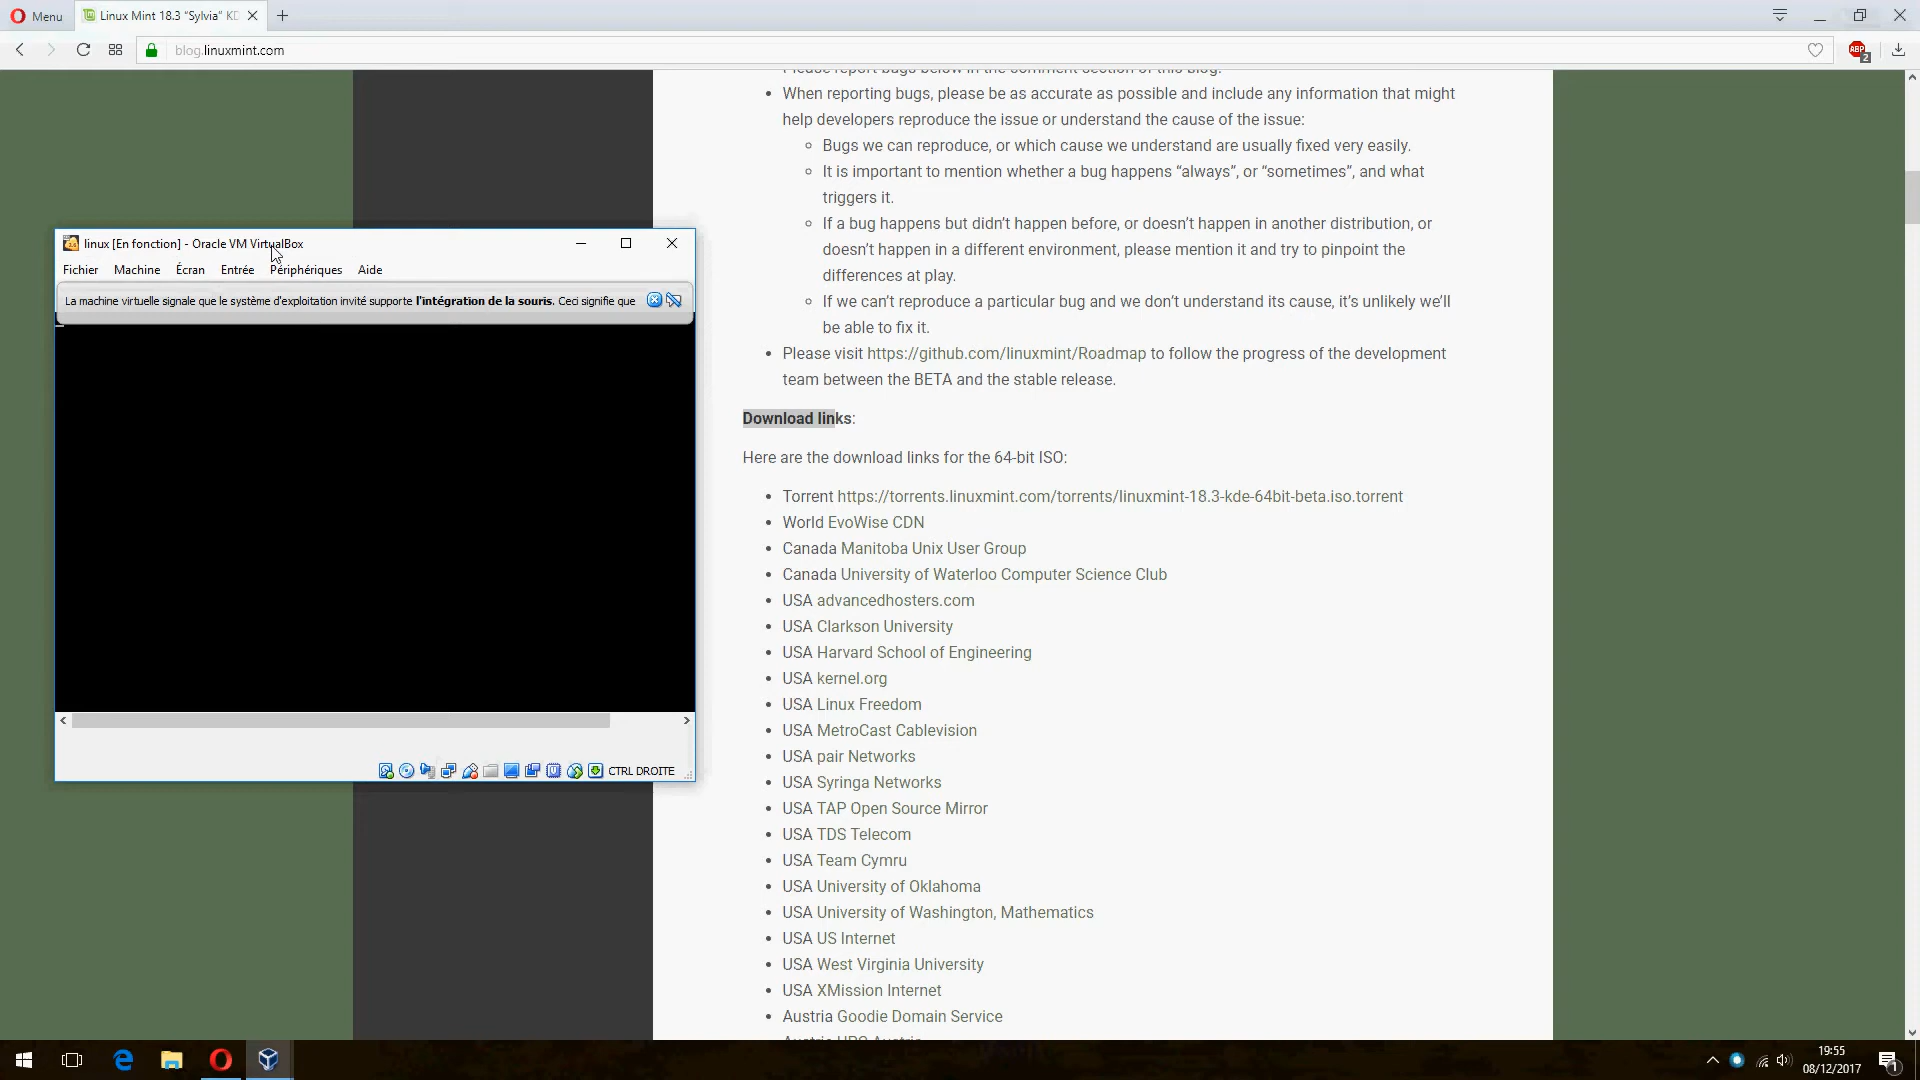 Menu
Linux Mint 18.3 “Sylvia” KD
blog.linuxmint.com
ABP
2
Please report bugs below in the comment section of this blog.
When reporting bugs, please be as accurate as possible and include any information that might
help developers reproduce the issue or understand the cause of the issue:
Bugs we can reproduce, or which cause we understand are usually fixed very easily.
It is important to mention whether a bug happens “always”, or “sometimes”, and what
triggers it.
If a bug happens but didn’t happen before, or doesn’t happen in another distribution, or
doesn’t happen in a different environment, please mention it and try to pinpoint the
differences at play.
If we can’t reproduce a particular bug and we don’t understand its cause, it’s unlikely we’ll
be able to fix it.
Please visit https://github.com/linuxmint/Roadmap to follow the progress of the development
team between the BETA and the stable release.
Download links:
Here are the download links for the 64-bit ISO:
Torrent https://torrents.linuxmint.com/torrents/linuxmint-18.3-kde-64bit-beta.iso.torrent
World EvoWise CDN
Canada Manitoba Unix User Group
Canada University of Waterloo Computer Science Club
USA advancedhosters.com
USA Clarkson University
USA Harvard School of Engineering
USA kernel.org
USA Linux Freedom
USA MetroCast Cablevision
USA pair Networks
USA Syringa Networks
USA TAP Open Source Mirror
USA TDS Telecom
USA Team Cymru
USA University of Oklahoma
USA University of Washington, Mathematics
USA US Internet
USA West Virginia University
USA XMission Internet
Austria Goodie Domain Service
linux [En fonction] - Oracle VM VirtualBox
Fichier Machine Écran Entrée Périphériques Aide
La machine virtuelle signale que le système d'exploitation invité supporte l'intégration de la souris. Ceci signifie que
CTRL DROITE
19:55
08/12/2017
1